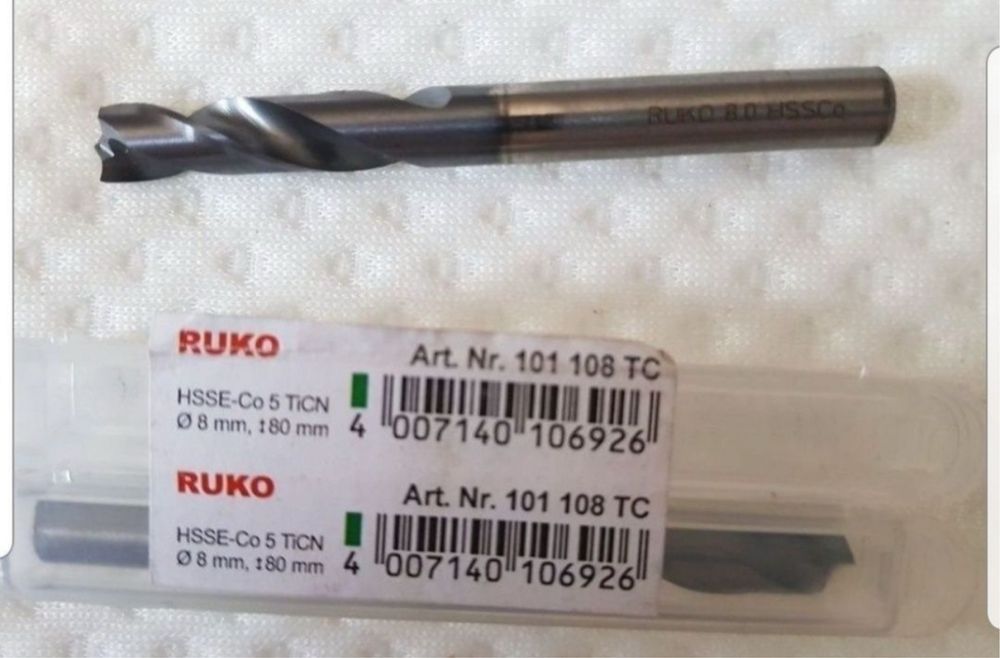 RUKO 8.0 HSSCo
RUKO
Art. Nr. 101 108 TC
HSSE-Co 5 TiCN
Ø 8 mm, ↕80 mm
4 007140 106926
RUKO
Art. Nr. 101 108 TC
HSSE-Co 5 TiCN
Ø 8 mm, ↕80 mm
4 007140 106926